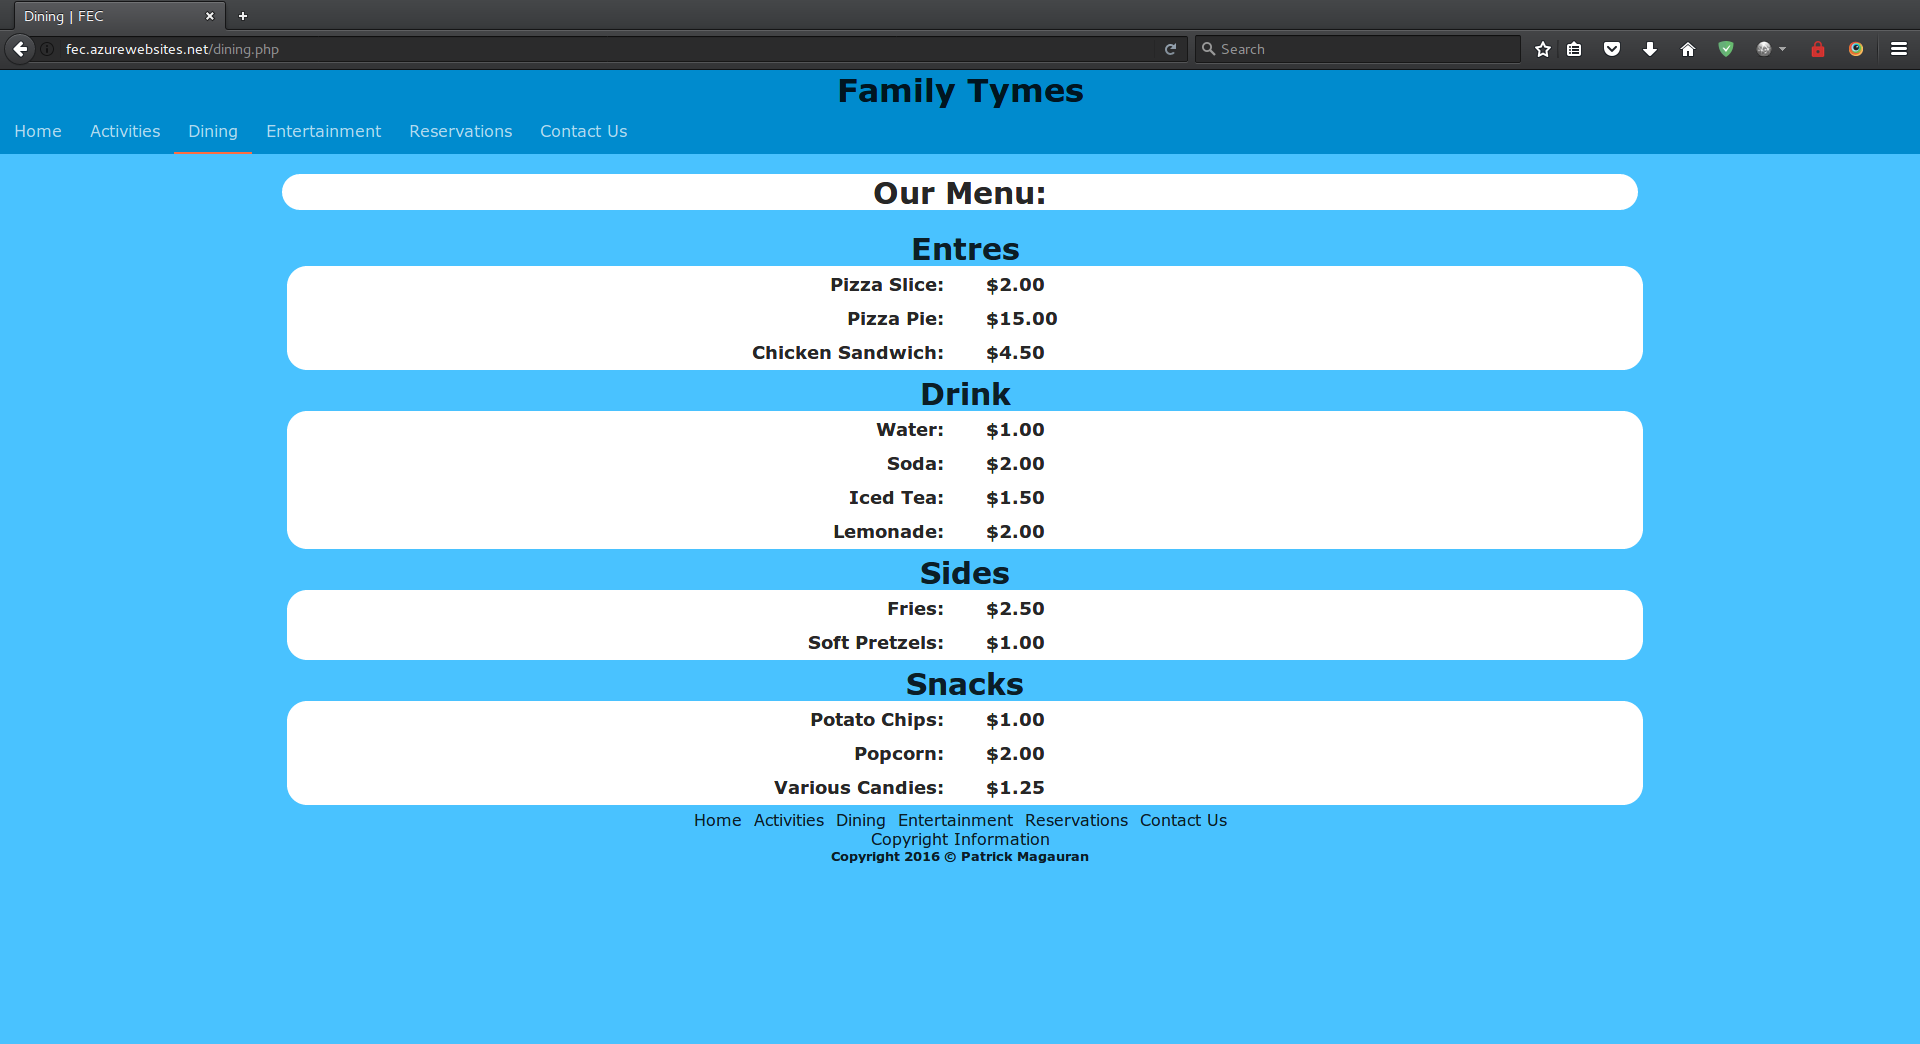 Dining | FEC
fec.azurewebsites.net/dining.php
Search
Family Tymes
Home Activities Dining Entertainment Reservations Contact Us
Our Menu:
Entres
Pizza Slice: $2.00
Pizza Pie: $15.00
Chicken Sandwich: $4.50
Drink
Water: $1.00
Soda: $2.00
Iced Tea: $1.50
Lemonade: $2.00
Sides
Fries: $2.50
Soft Pretzels: $1.00
Snacks
Potato Chips: $1.00
Popcorn: $2.00
Various Candies: $1.25
Home Activities Dining Entertainment Reservations Contact Us
Copyright Information
Copyright 2016 © Patrick Magauran